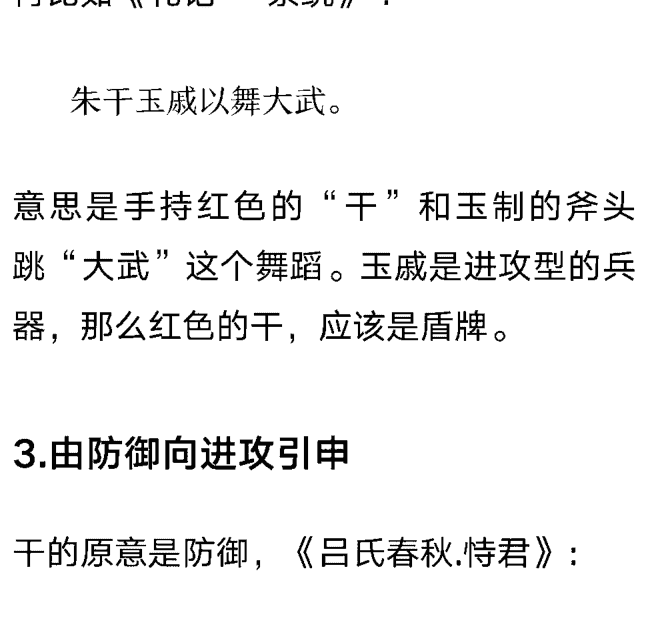 朱干玉戚以舞大武。
意思是手持红色的“干”和玉制的斧头
跳“大武”这个舞蹈。玉戚是进攻型的兵
器，那么红色的干，应该是盾牌。
3.由防御向进攻引申
干的原意是防御，《吕氏春秋.恃君》：